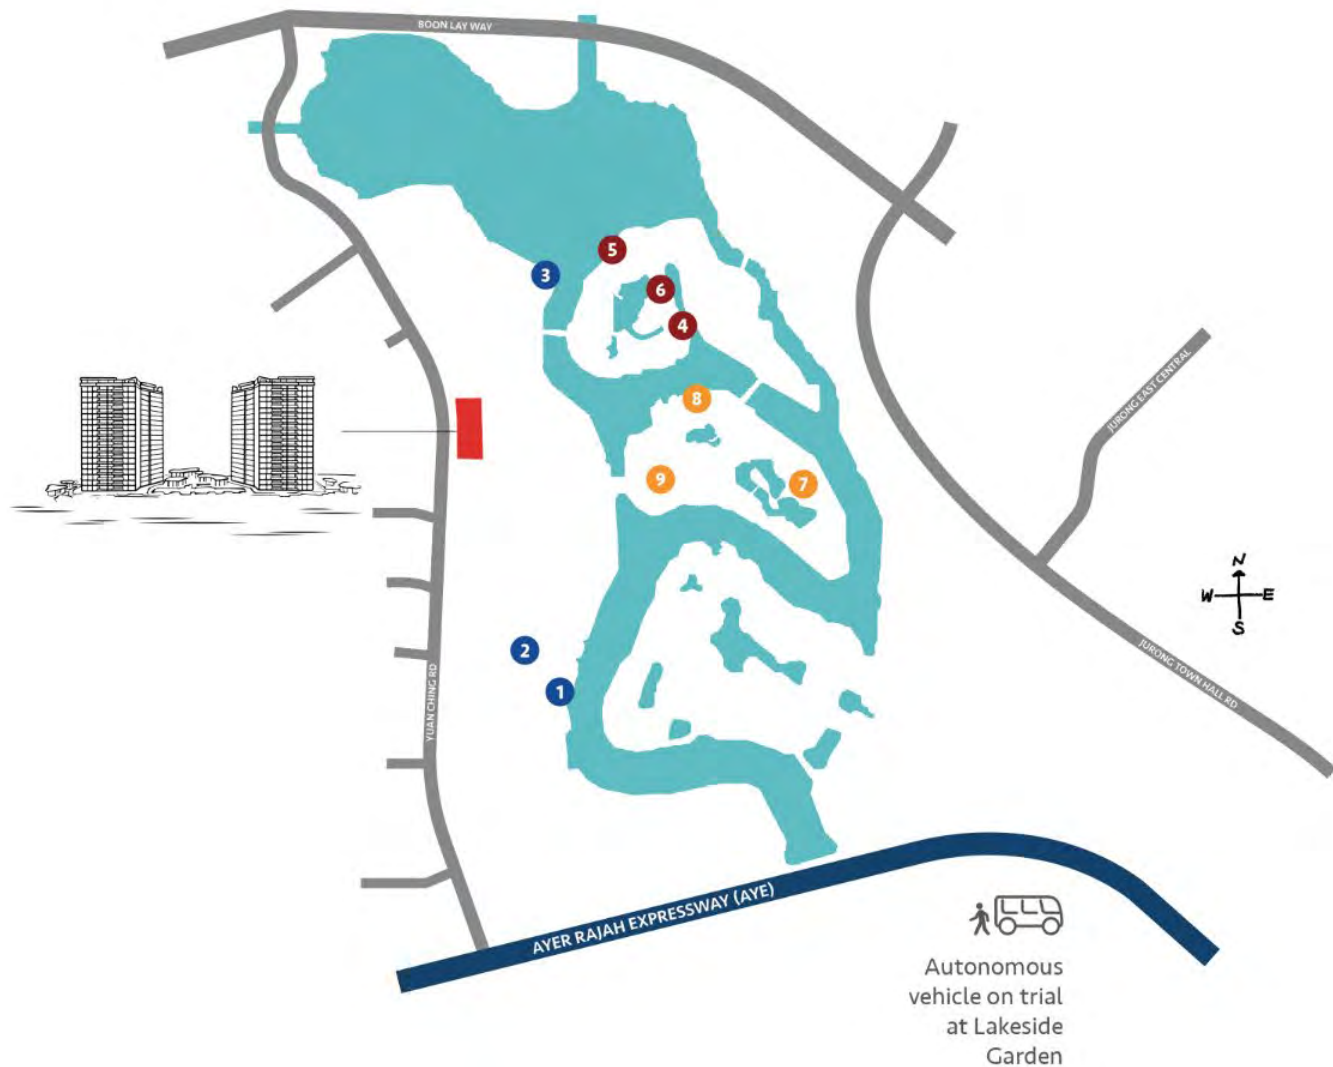 BOON LAY WAY
5
3
6
4
JURONG EAST CENTRAL
8
9
7
N
W E
S
2
1
YUAN CHING RD
JURONG TOWN HALL RD
AYER RAJAH EXPRESSWAY (AYE)
Autonomous
vehicle on trial
at Lakeside
Garden